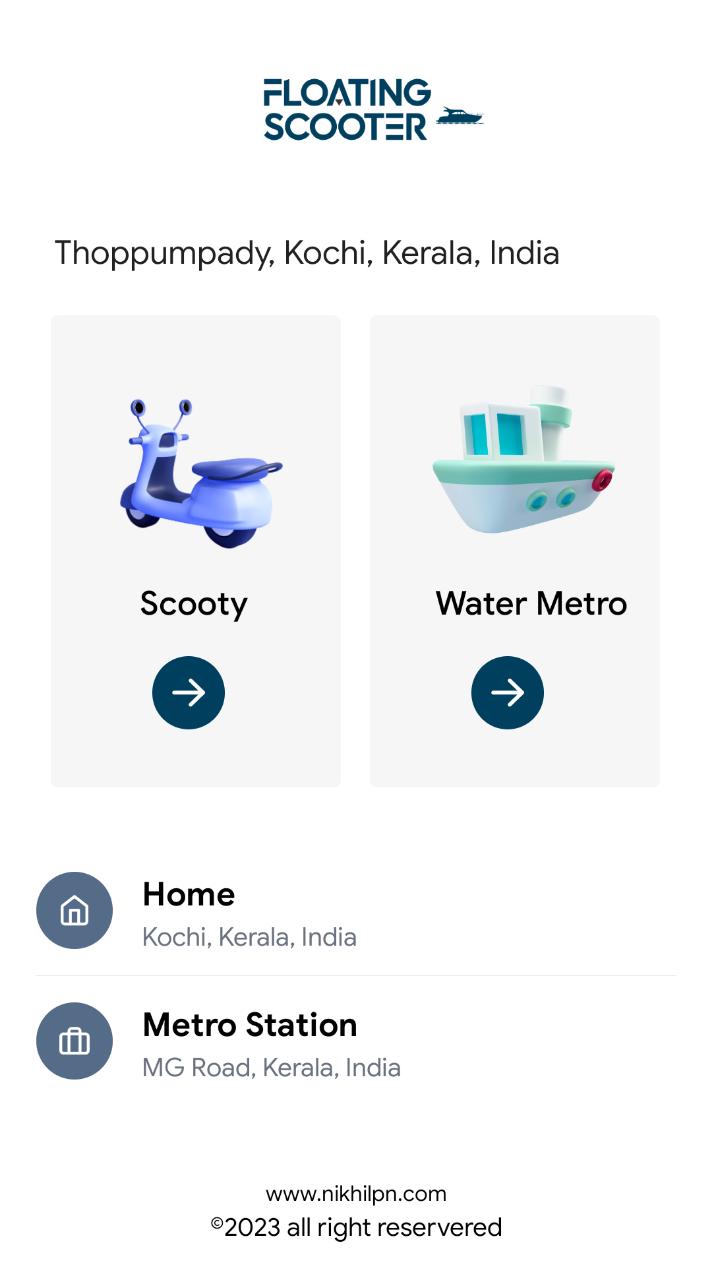 FLOATING
SCOOTER
Thoppumpady, Kochi, Kerala, India
Scooty
Water Metro
Home
Kochi, Kerala, India
Metro Station
MG Road, Kerala, India
www.nikhilpn.com
©2023 all right reservered